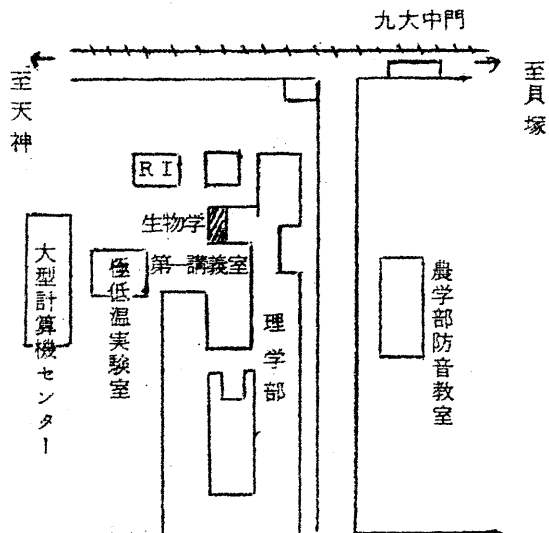 九大中門
至天神
至貝塚
RI
生物学
第一講義室
大型計算機センター
極低温実験室
理学部
農学部防音教室